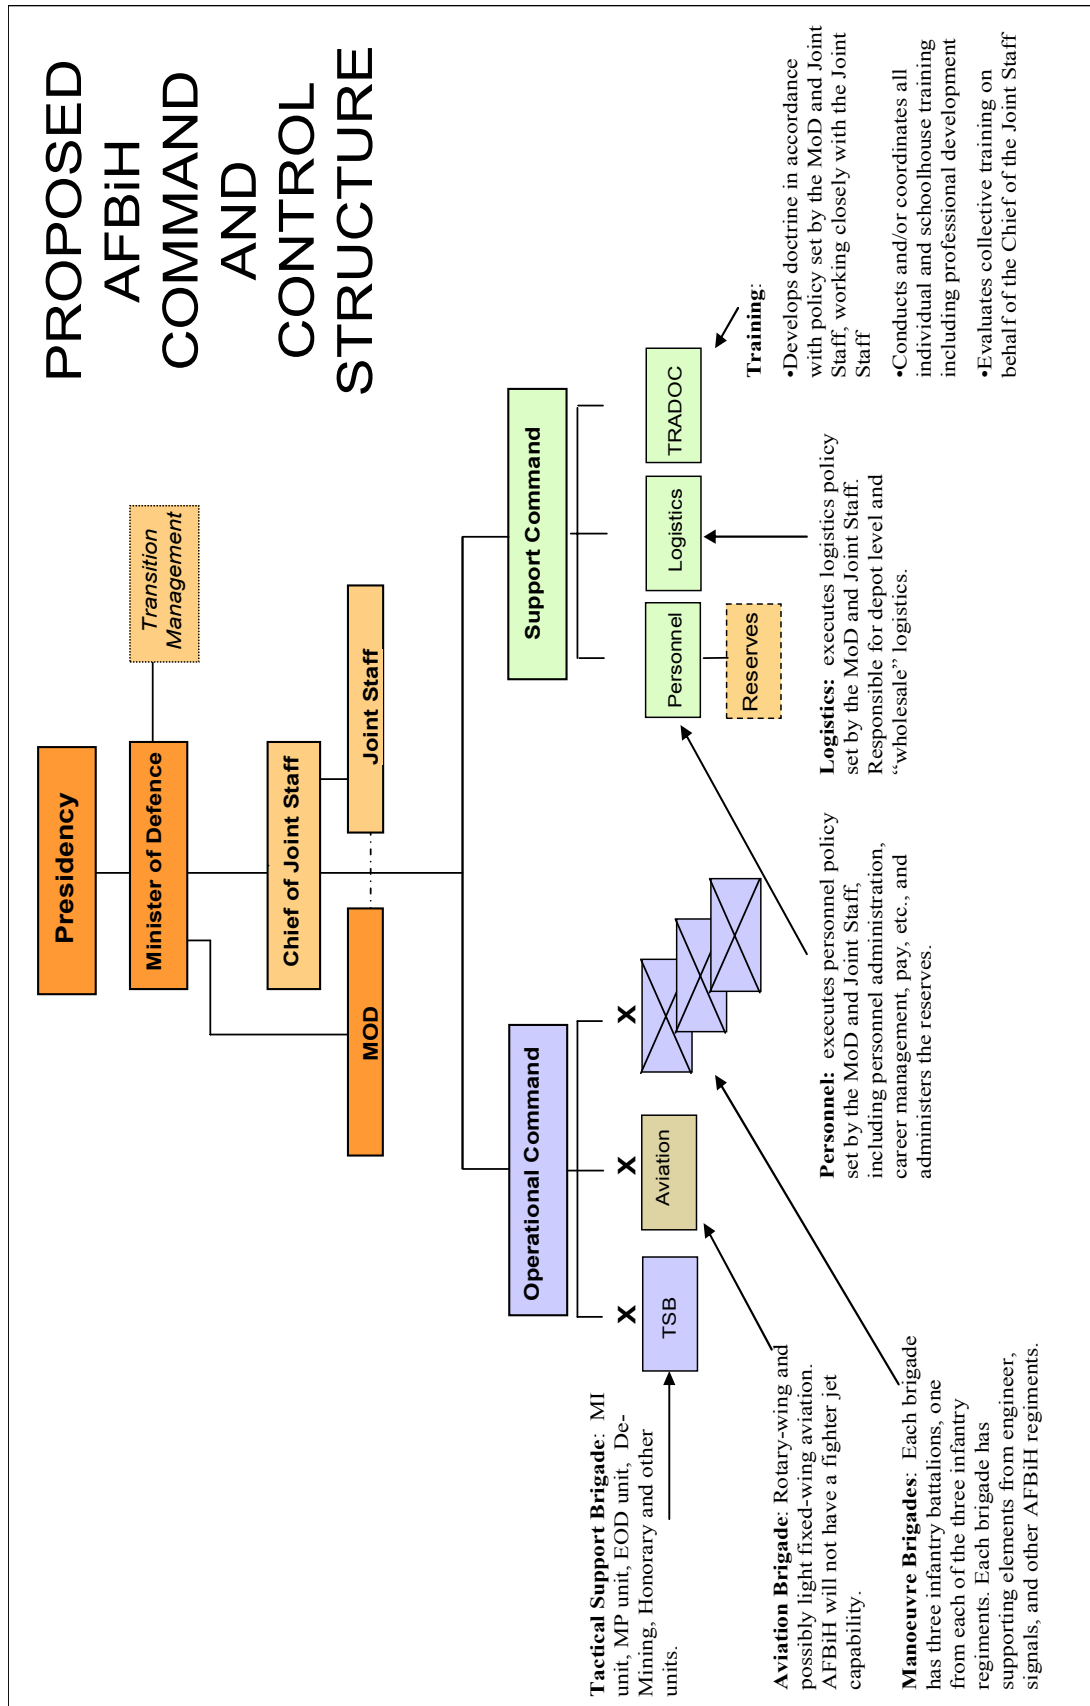 PROPOSED
AFBiH
COMMAND
AND
CONTROL
STRUCTURE
Presidency
Minister of Defence
Transition
Management
Chief of Joint Staff
MOD
Joint Staff
Operational Command
Support Command
X
X
X
TSB
Aviation
Personnel
Logistics
TRADOC
Reserves
Tactical Support Brigade: MI
unit, MP unit, EOD unit, De-
Mining, Honorary and other
units.
Aviation Brigade: Rotary-wing and
possibly light fixed-wing aviation.
AFBiH will not have a fighter jet
capability.
Manoeuvre Brigades: Each brigade
has three infantry battalions, one
from each of the three infantry
regiments. Each brigade has
supporting elements from engineer,
signals, and other AFBiH regiments.
Personnel: executes personnel policy
set by the MoD and Joint Staff,
including personnel administration,
career management, pay, etc., and
administers the reserves.
Logistics: executes logistics policy
set by the MoD and Joint Staff.
Responsible for depot level and
“wholesale” logistics.
Training:
•Develops doctrine in accordance
with policy set by the MoD and Joint
Staff, working closely with the Joint
Staff
•Conducts and/or coordinates all
individual and schoolhouse training
including professional development
•Evaluates collective training on
behalf of the Chief of the Joint Staff